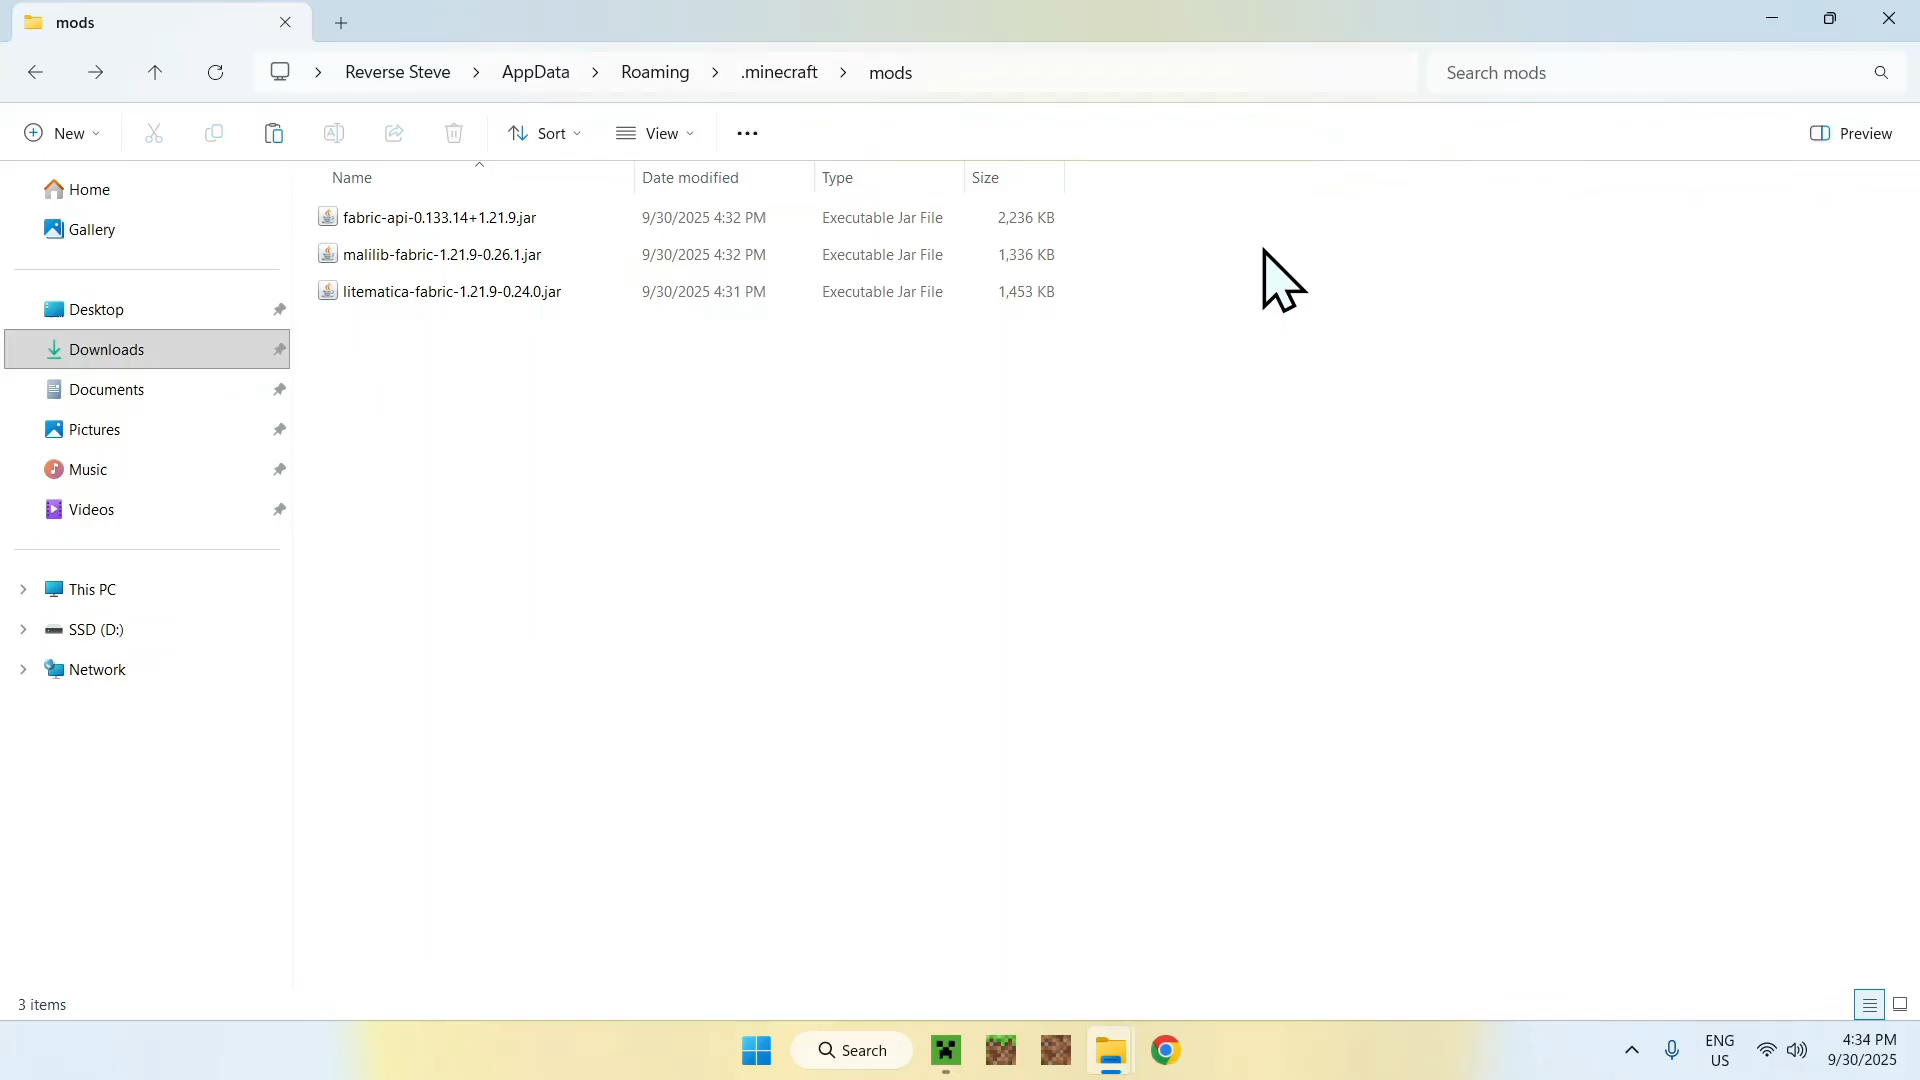 mods
Reverse Steve > AppData > Roaming > .minecraft > mods
Search mods
New
Sort
View
Preview
Name Date modified Type Size
fabric-api-0.133.14+1.21.9.jar 9/30/2025 4:32 PM Executable Jar File 2,236 KB
malilib-fabric-1.21.9-0.26.1.jar 9/30/2025 4:32 PM Executable Jar File 1,336 KB
litematica-fabric-1.21.9-0.24.0.jar 9/30/2025 4:31 PM Executable Jar File 1,453 KB
Home
Gallery
Desktop
Downloads
Documents
Pictures
Music
Videos
This PC
SSD (D:)
Network
3 items
Search
ENG
US
4:34 PM
9/30/2025